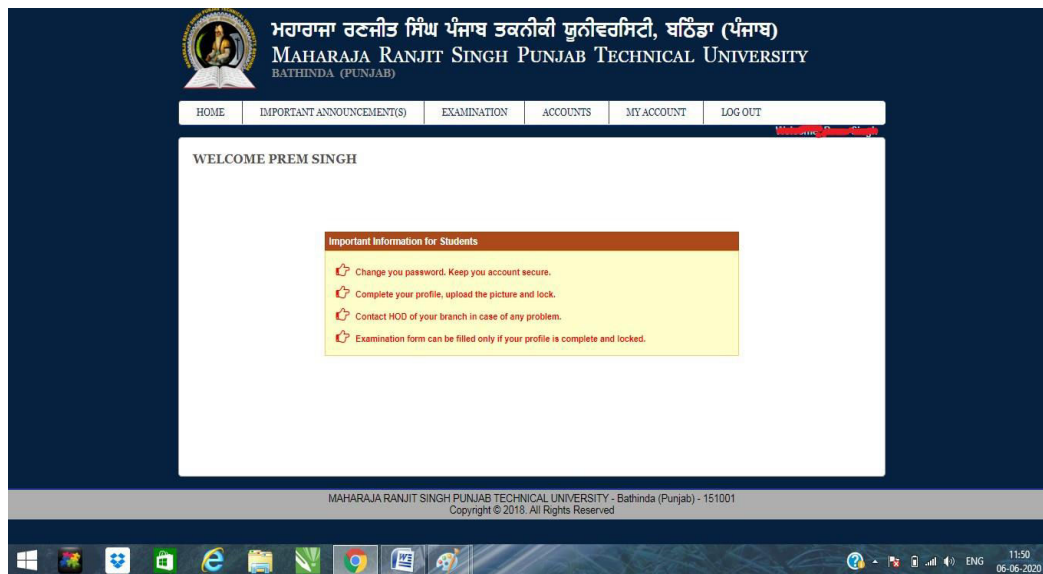 ਮਹਾਰਾਜਾ ਰਣਜੀਤ ਸਿੰਘ ਪੰਜਾਬ ਤਕਨੀਕੀ ਯੂਨੀਵਰਸਿਟੀ, ਬਠਿੰਡਾ (ਪੰਜਾਬ)
MAHARAJA RANJIT SINGH PUNJAB TECHNICAL UNIVERSITY
BATHINDA (PUNJAB)
HOME IMPORTANT ANNOUNCEMENT(S) EXAMINATION ACCOUNTS MY ACCOUNT LOG OUT
WELCOME PREM SINGH
Important Information for Students
Change you password. Keep you account secure.
Complete your profile, upload the picture and lock.
Contact HOD of your branch in case of any problem.
Examination form can be filled only if your profile is complete and locked.
MAHARAJA RANJIT SINGH PUNJAB TECHNICAL UNIVERSITY - Bathinda (Punjab) - 151001
Copyright © 2018. All Rights Reserved
ENG 11:50
06-06-2020